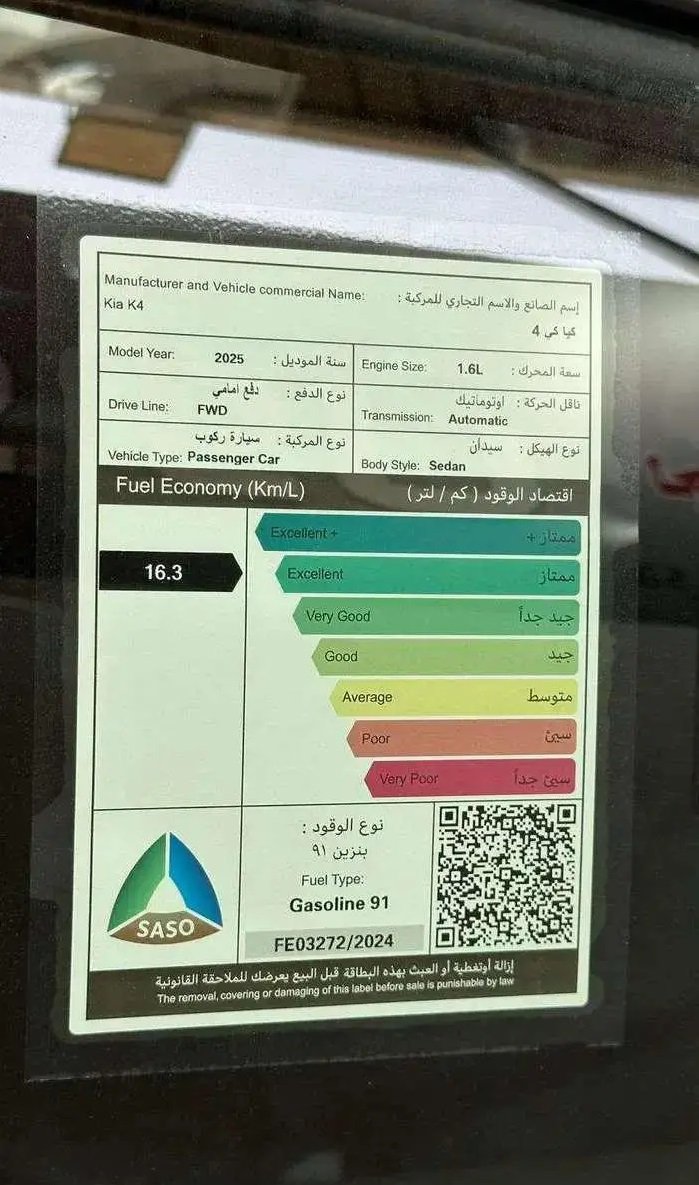 Manufacturer and Vehicle commercial Name:
إسم الصانع والاسم التجاري للمركبة :
Kia K4
كيا كي 4
Model Year: 2025 سنة الموديل :
Engine Size: 1.6L سعة المحرك :
نوع الدفع : دفع امامي
Drive Line: FWD
ناقل الحركة : اوتوماتيك
Transmission: Automatic
نوع المركبة : سيارة ركوب
Vehicle Type: Passenger Car
نوع الهيكل : سيدان
Body Style: Sedan
Fuel Economy (Km/L) اقتصاد الوقود ( كم / لتر )
Excellent + ممتاز +
16.3
Excellent ممتاز
Very Good جيد جداً
Good جيد
Average متوسط
Poor سيئ
Very Poor سيئ جداً
نوع الوقود :
بنزين ٩١
Fuel Type:
Gasoline 91
SASO
FE03272/2024
إزالة أوتغطية أو العبث بهذه البطاقة قبل البيع يعرضك للملاحقة القانونية
The removal, covering or damaging of this label before sale is punishable by law